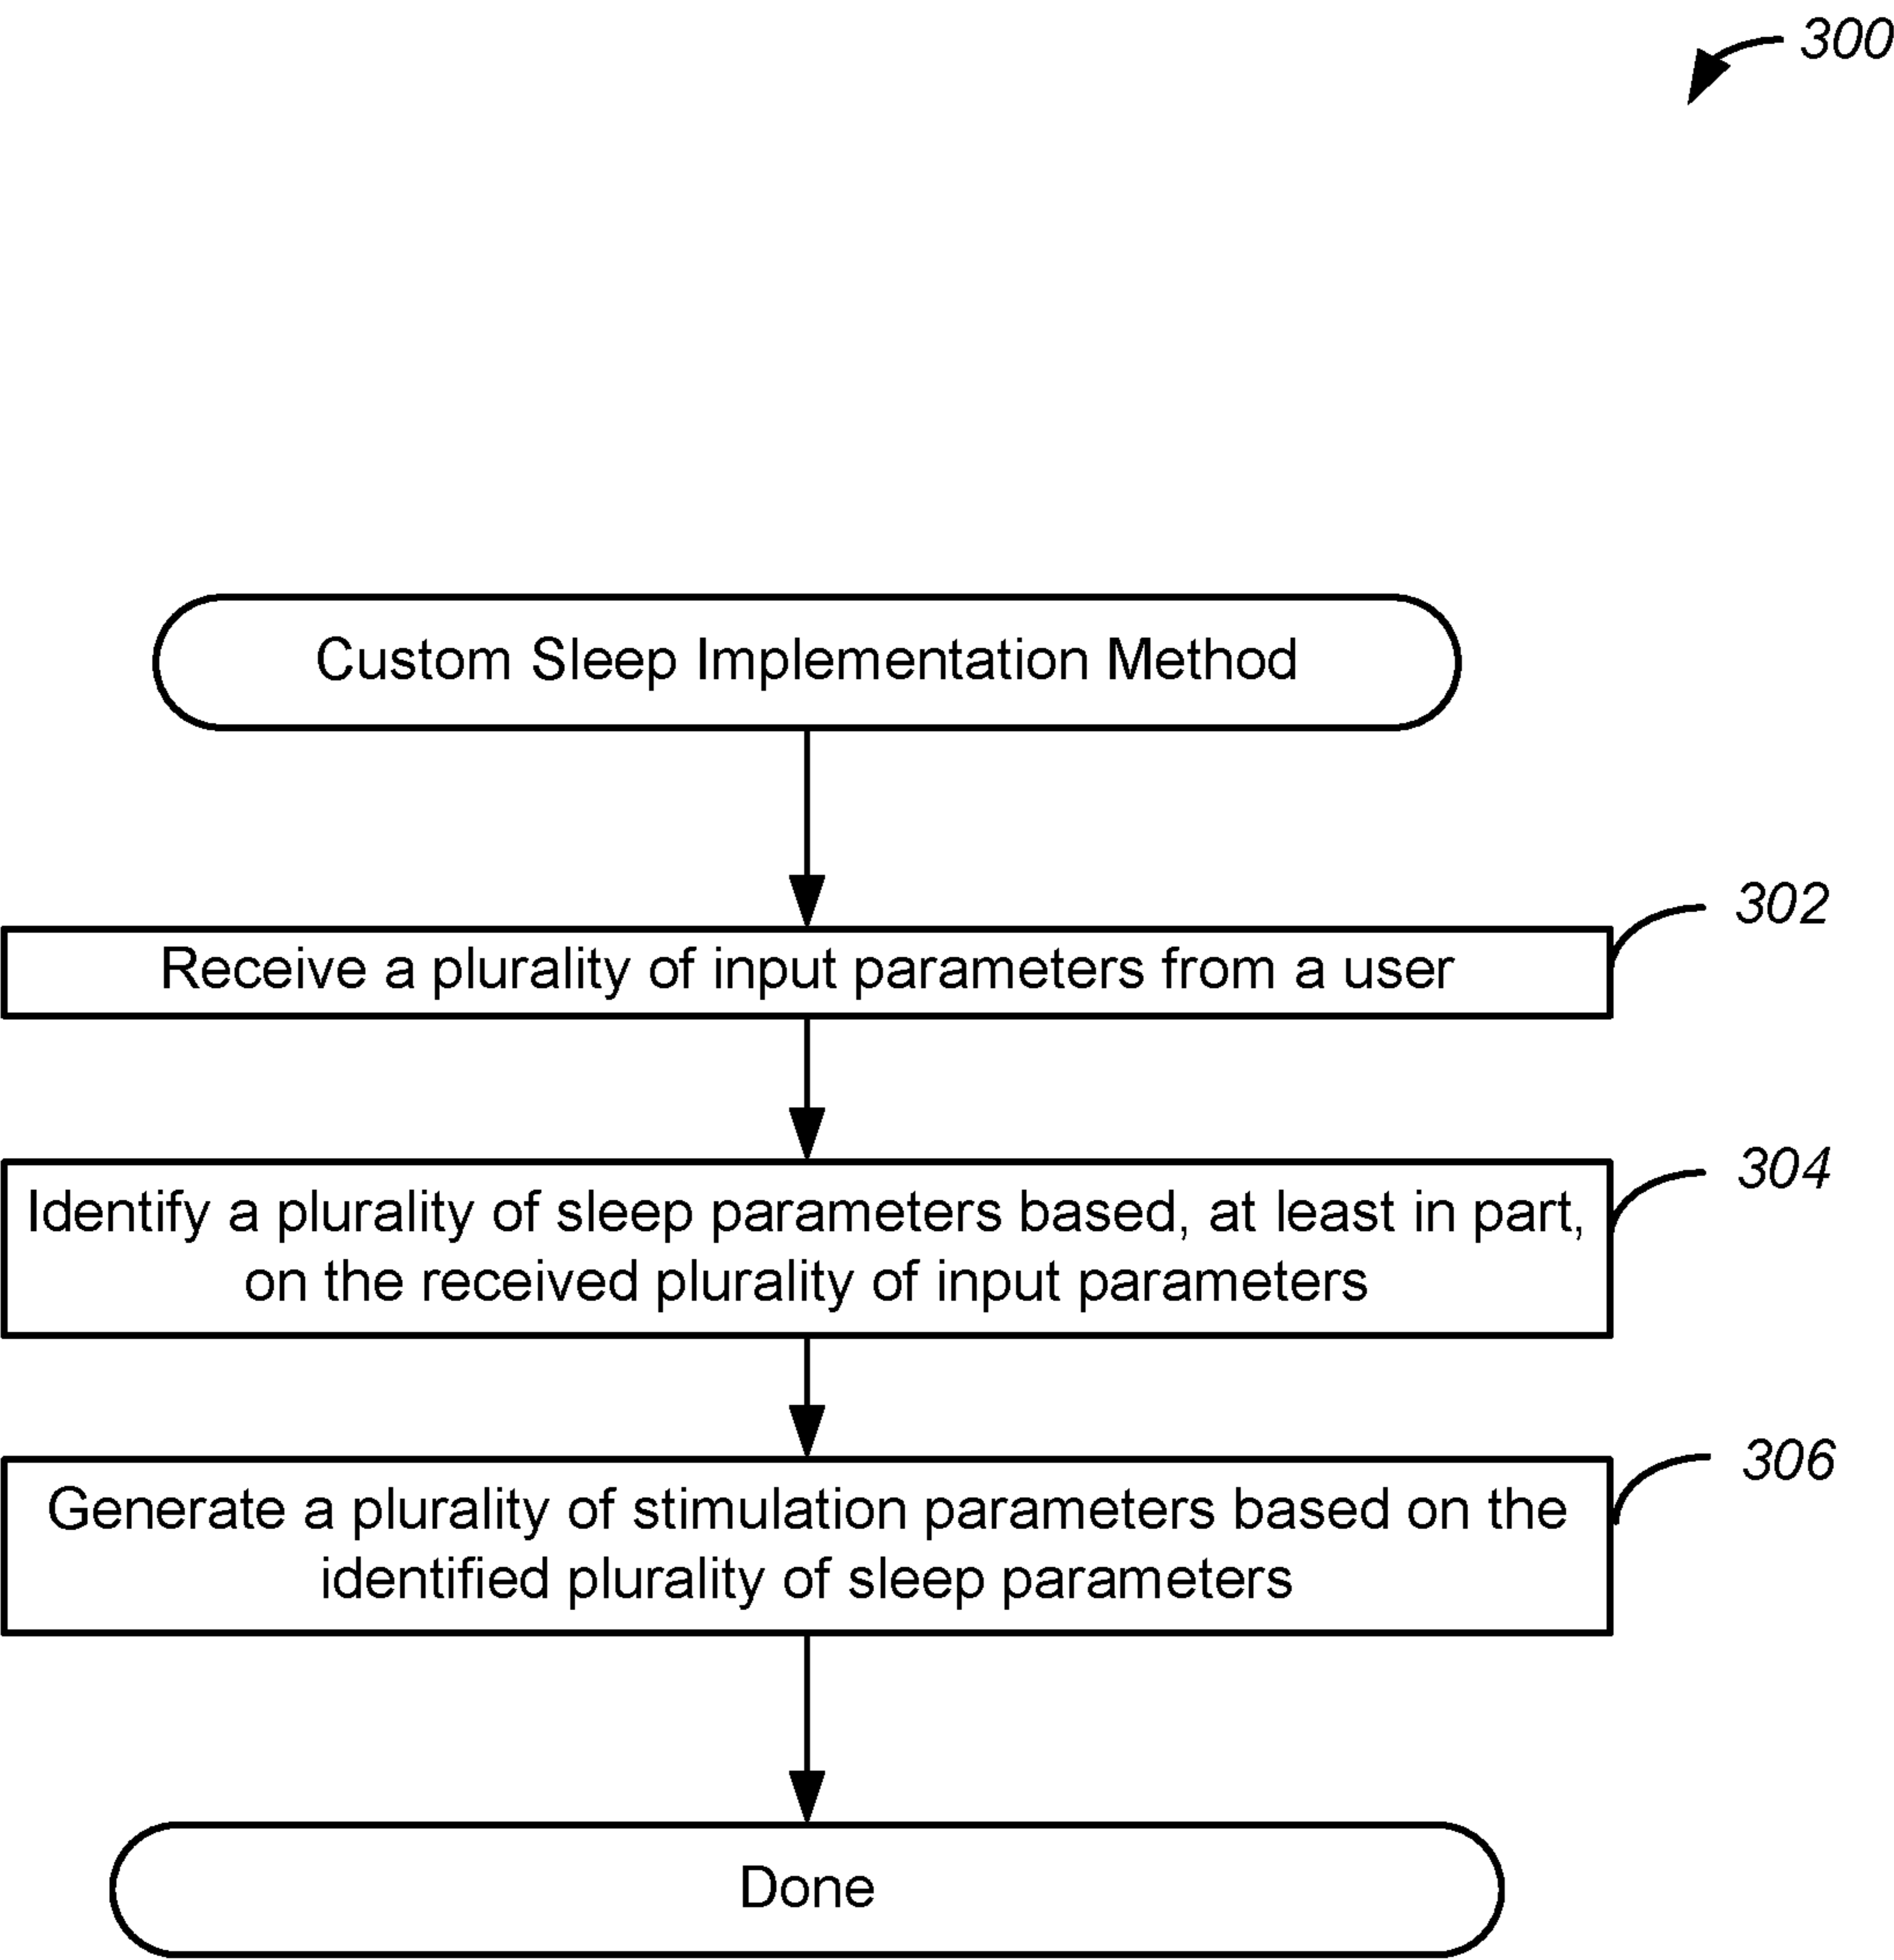 300
Custom Sleep Implementation Method
302
Receive a plurality of input parameters from a user
304
Identify a plurality of sleep parameters based, at least in part,
on the received plurality of input parameters
306
Generate a plurality of stimulation parameters based on the
identified plurality of sleep parameters
Done